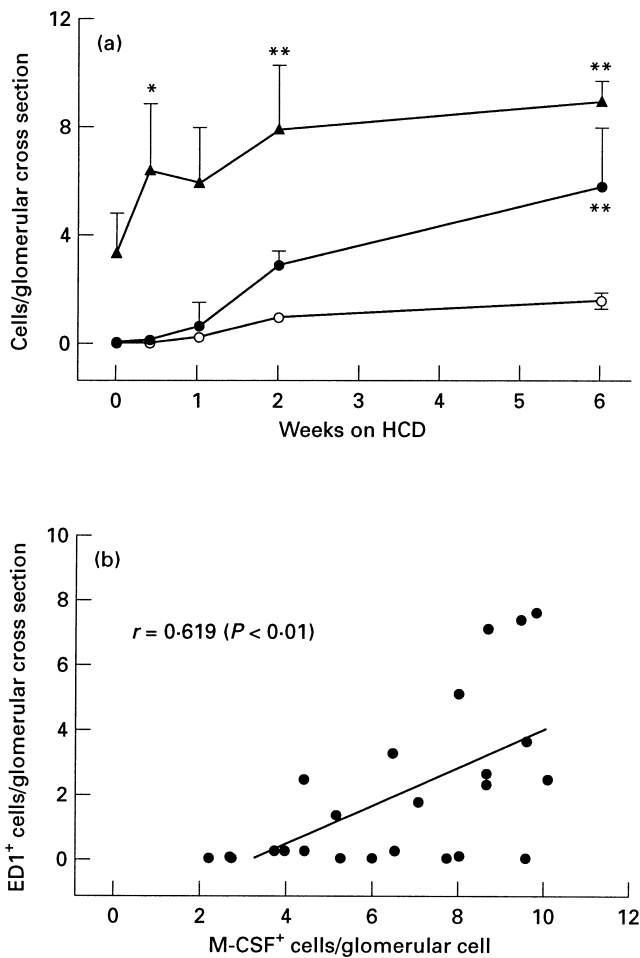 (a)
Cells/glomerular cross section
12
8
4
0
*
**
**
**
0 1 2 3 4 5 6
Weeks on HCD
(b)
ED1⁺ cells/glomerular cross section
10
8
6
4
2
0
r = 0·619 (P < 0·01)
0 2 4 6 8 10 12
M-CSF⁺ cells/glomerular cell